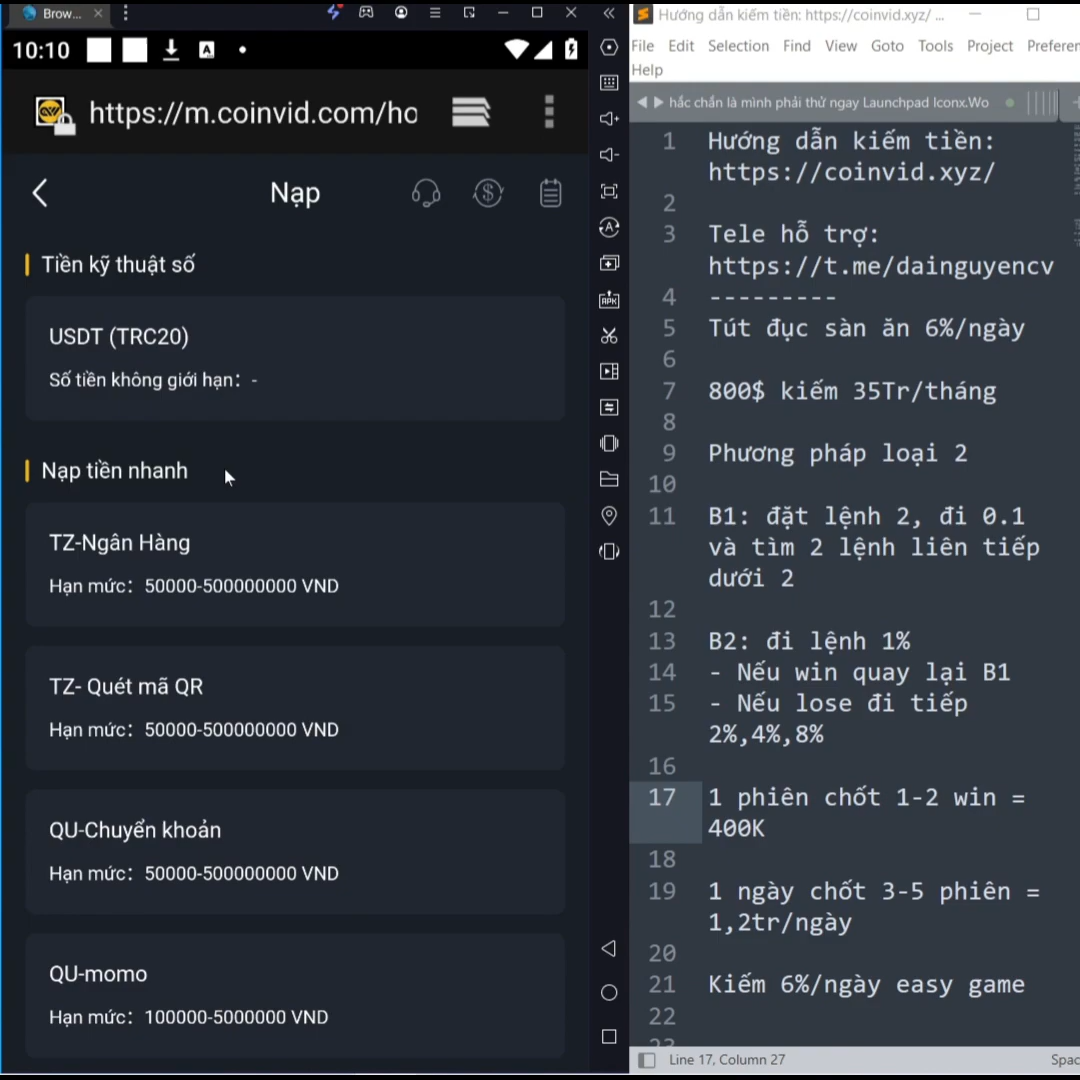 Brow...
10:10
A
https://m.coinvid.com/ho
Nạp
Tiền kỹ thuật số
USDT (TRC20)
Số tiền không giới hạn： -
Nạp tiền nhanh
TZ-Ngân Hàng
Hạn mức：50000-500000000 VND
TZ- Quét mã QR
Hạn mức：50000-500000000 VND
QU-Chuyển khoản
Hạn mức：50000-500000000 VND
QU-momo
Hạn mức：100000-5000000 VND
APK
Hướng dẫn kiếm tiền: https://coinvid.xyz/ ...
File Edit Selection Find View Goto Tools Project Preferen
Help
hắc chắn là mình phải thử ngay Launchpad Iconx.Wo
1 Hướng dẫn kiếm tiền:
https://coinvid.xyz/
2
3 Tele hỗ trợ:
https://t.me/dainguyencv
4 ---------
5 Tút đục sàn ăn 6%/ngày
6
7 800$ kiếm 35Tr/tháng
8
9 Phương pháp loại 2
10
11 B1: đặt lệnh 2, đi 0.1
và tìm 2 lệnh liên tiếp
dưới 2
12
13 B2: đi lệnh 1%
14 - Nếu win quay lại B1
15 - Nếu lose đi tiếp
2%,4%,8%
16
17 1 phiên chốt 1-2 win =
400K
18
19 1 ngày chốt 3-5 phiên =
1,2tr/ngày
20
21 Kiếm 6%/ngày easy game
22
Line 17, Column 27
Spac